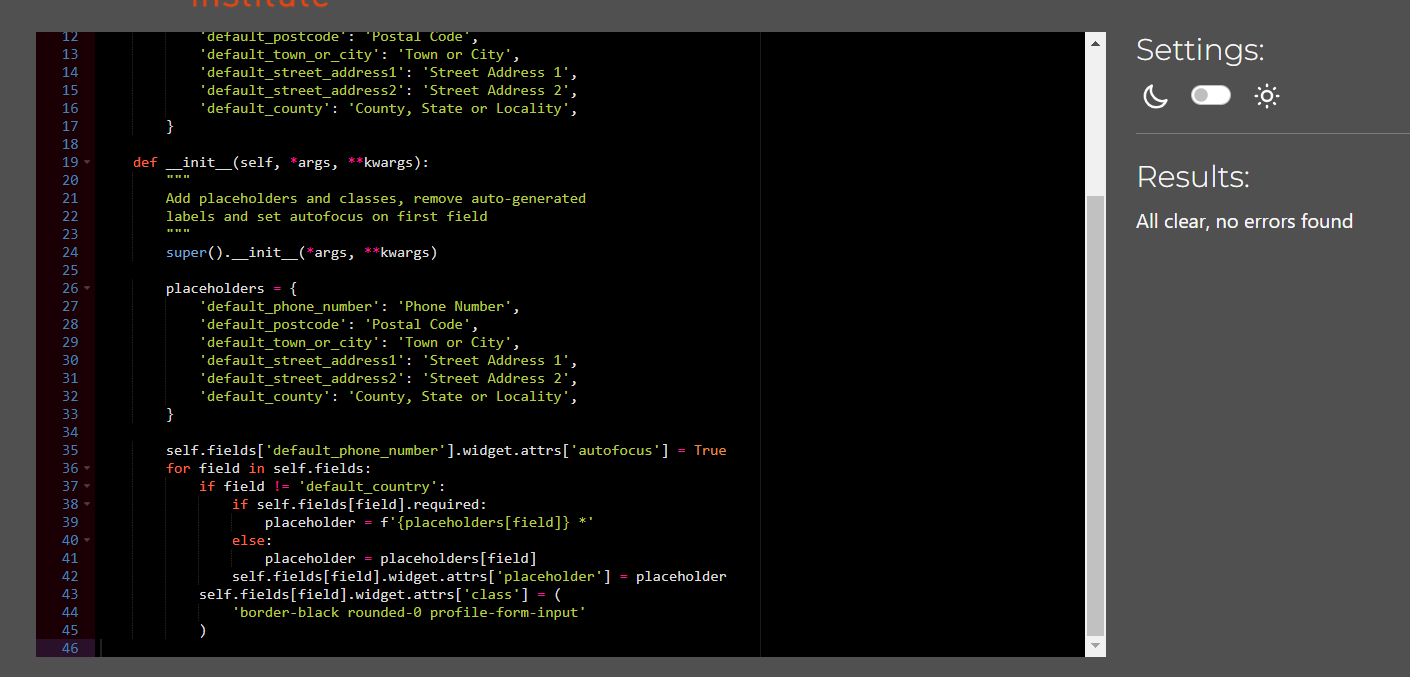 Institute
12 'default_postcode': 'Postal Code',
13 'default_town_or_city': 'Town or City',
14 'default_street_address1': 'Street Address 1',
15 'default_street_address2': 'Street Address 2',
16 'default_county': 'County, State or Locality',
17 }
18
19 def __init__(self, *args, **kwargs):
20 """
21 Add placeholders and classes, remove auto-generated
22 labels and set autofocus on first field
23 """
24 super().__init__(*args, **kwargs)
25
26 placeholders = {
27 'default_phone_number': 'Phone Number',
28 'default_postcode': 'Postal Code',
29 'default_town_or_city': 'Town or City',
30 'default_street_address1': 'Street Address 1',
31 'default_street_address2': 'Street Address 2',
32 'default_county': 'County, State or Locality',
33 }
34
35 self.fields['default_phone_number'].widget.attrs['autofocus'] = True
36 for field in self.fields:
37 if field != 'default_country':
38 if self.fields[field].required:
39 placeholder = f'{placeholders[field]} *'
40 else:
41 placeholder = placeholders[field]
42 self.fields[field].widget.attrs['placeholder'] = placeholder
43 self.fields[field].widget.attrs['class'] = (
44 'border-black rounded-0 profile-form-input'
45 )
46
Settings:
Results:
All clear, no errors found